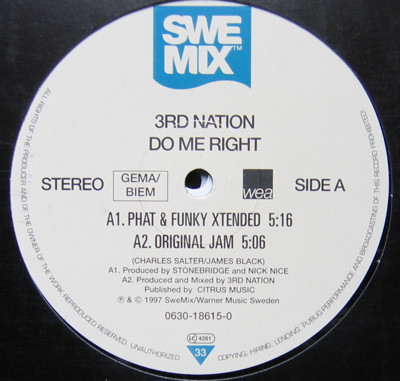 SWE
MIX™
3RD NATION
DO ME RIGHT
STEREO GEMA/BIEM wea SIDE A
A1. PHAT & FUNKY XTENDED 5:16
A2. ORIGINAL JAM 5:06
(CHARLES SALTER/JAMES BLACK)
A1. Produced by STONEBRIDGE and NICK NICE
A2. Produced and Mixed by 3RD NATION
Published by CITRUS MUSIC
℗ & © 1997 SweMix/Warner Music Sweden
0630-18615-0
LC 4281
33
ALL RIGHTS OF THE PRODUCER AND OF THE OWNER OF THE WORK REPRODUCED RESERVED. UNAUTHORIZED COPYING; HIRING; LENDING, PUBLIC-PERFORMANCE AND BROADCASTING OF THIS RECORD PROHIBITED!